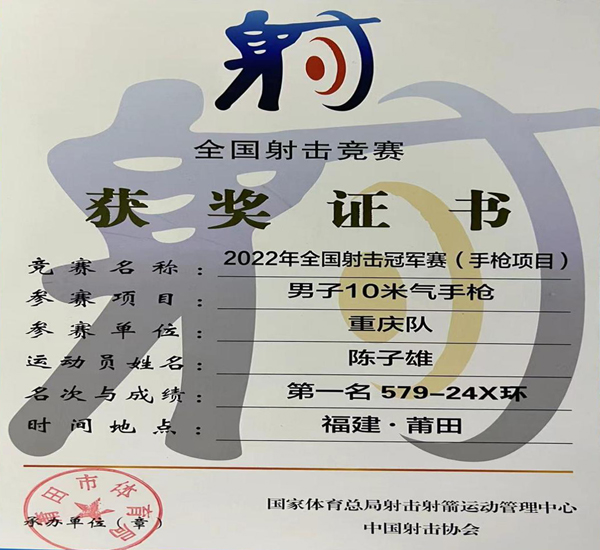 射
全国射击竞赛
获奖证书
竞赛名称：2022年全国射击冠军赛（手枪项目）
参赛项目：男子10米气手枪
参赛单位：重庆队
运动员姓名：陈子雄
名次与成绩：第一名 579-24X环
时间地点：福建·莆田
莆田市体育局
承办单位（章）
国家体育总局射击射箭运动管理中心
中国射击协会